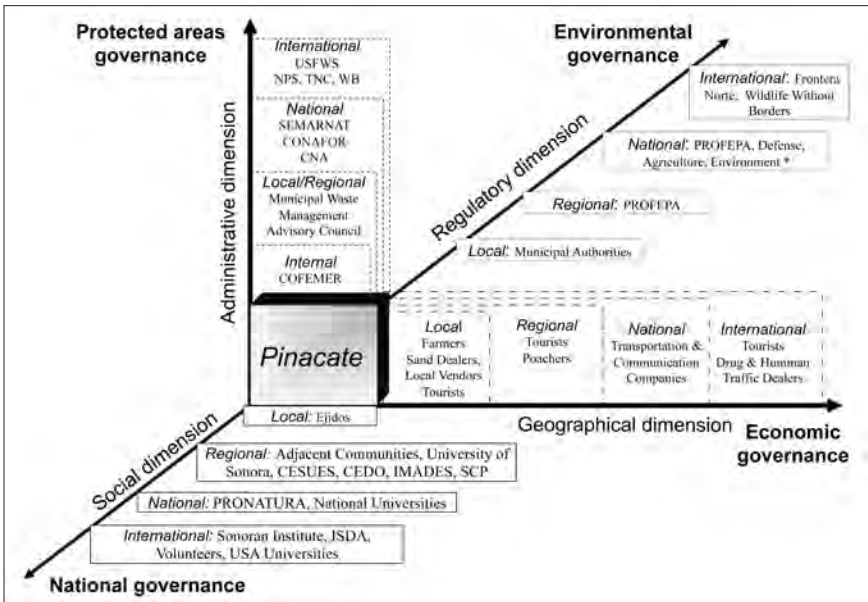 Protected areas
governance
International
USFWS
NPS, TNC, WB
National
SEMARNAT
CONAFOR
CNA
Local/Regional
Municipal Waste
Management
Advisory Council
Internal
COFEMER
Administrative dimension
Environmental
governance
International: Frontera
Norte, Wildlife Without
Borders
National: PROFEPA, Defense,
Agriculture, Environment *
Regional: PROFEPA
Local: Municipal Authorities
Regulatory dimension
Pinacate
Local
Farmers
Sand Dealers,
Local Vendors
Tourists
Regional
Tourists
Poachers
National
Transportation &
Communication
Companies
International
Tourists
Drug & Humman
Traffic Dealers
Geographical dimension
Economic
governance
Social dimension
Local: Ejidos
Regional: Adjacent Communities, University of
Sonora, CESUES, CEDO, IMADES, SCP
National: PRONATURA, National Universities
International: Sonoran Institute, ISDA,
Volunteers, USA Universities
National governance